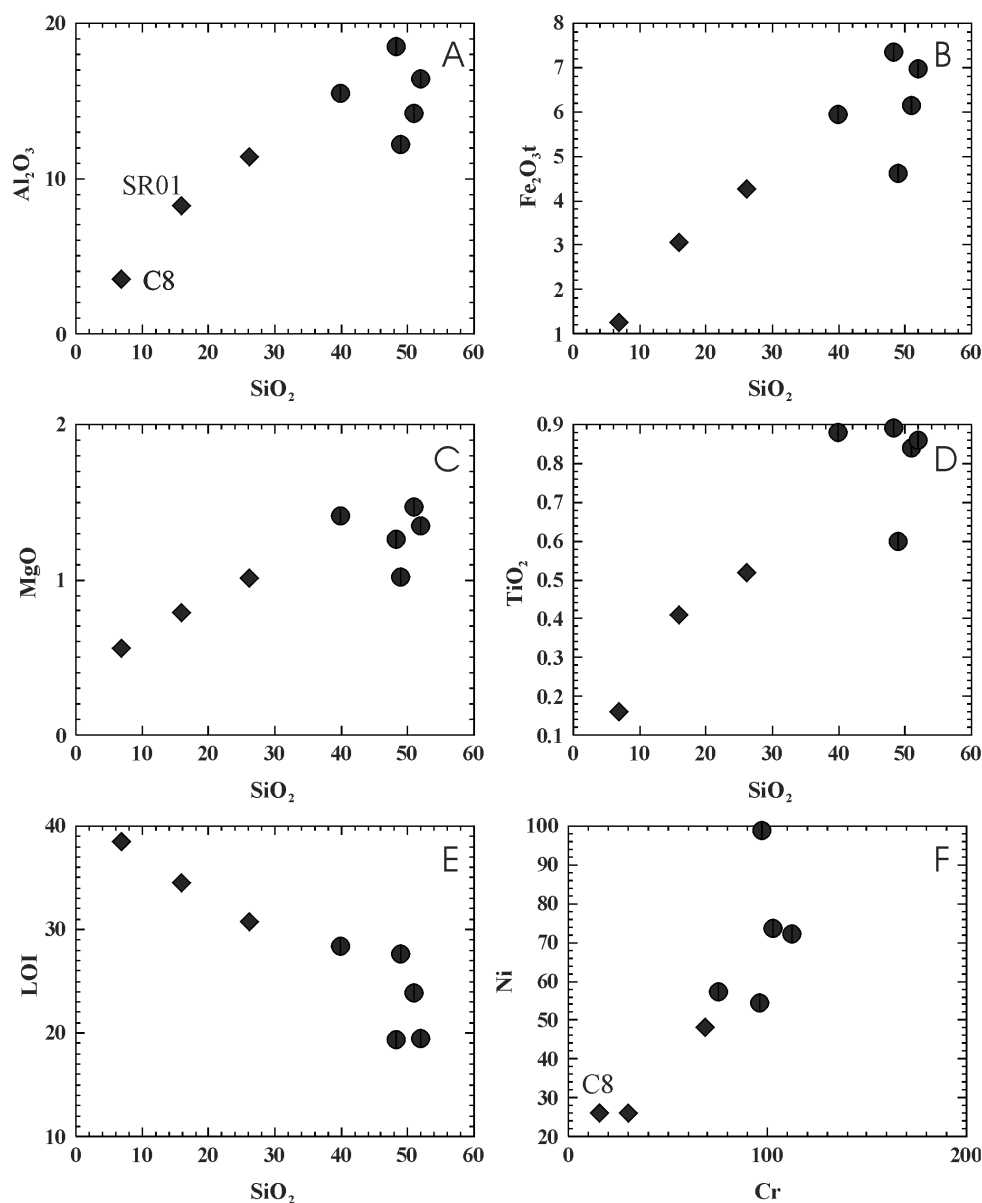 20
10
0
0 10 20 30 40 50 60
Al₂O₃
SiO₂
A
SR01
C8
8
7
6
5
4
3
2
1
0 10 20 30 40 50 60
Fe₂O₃t
SiO₂
B
2
1
0
0 10 20 30 40 50 60
MgO
SiO₂
C
0.9
0.8
0.7
0.6
0.5
0.4
0.3
0.2
0.1
0 10 20 30 40 50 60
TiO₂
SiO₂
D
40
30
20
10
0 10 20 30 40 50 60
LOI
SiO₂
E
100
90
80
70
60
50
40
30
20
0 100 200
Ni
Cr
F
C8